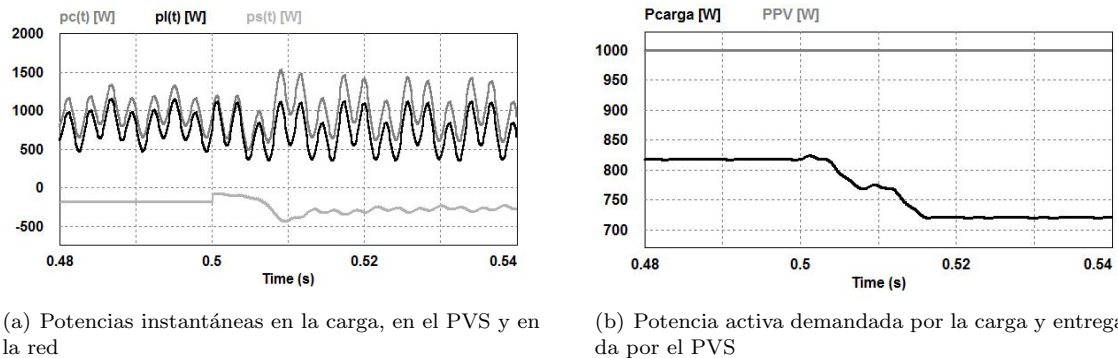 pc(t) [W] pl(t) [W] ps(t) [W]
2000
1500
1000
500
0
-500
0.48 0.5 0.52 0.54
Time (s)
(a) Potencias instantáneas en la carga, en el PVS y en
la red
Pcarga [W] PPV [W]
1000
950
900
850
800
750
700
0.48 0.5 0.52 0.54
Time (s)
(b) Potencia activa demandada por la carga y entrega
da por el PVS